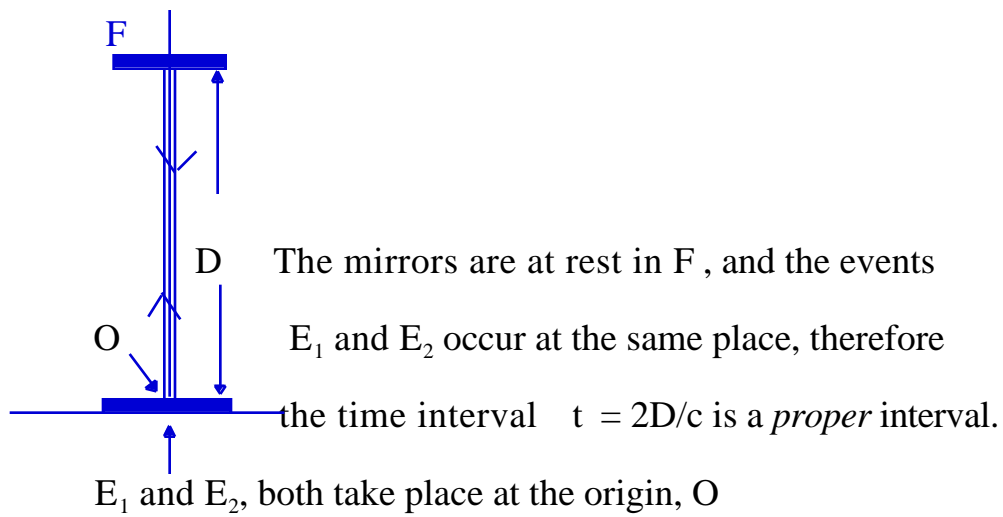 F
D The mirrors are at rest in F , and the events
O E₁ and E₂ occur at the same place, therefore
the time interval t = 2D/c is a proper interval.
E₁ and E₂, both take place at the origin, O